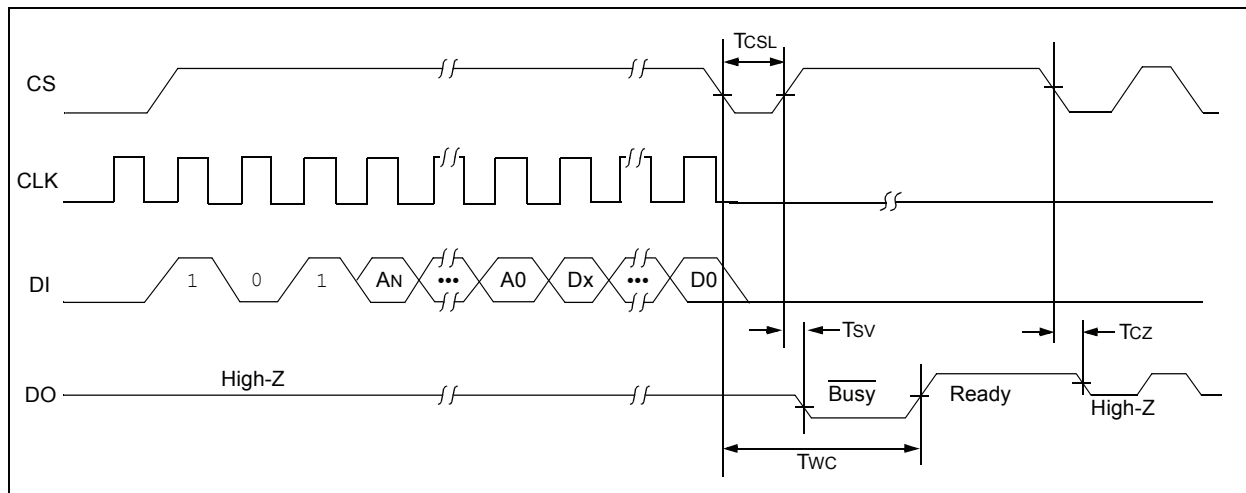 TCSL
CS
CLK
DI 1 0 1 AN ••• A0 Dx ••• D0
TSV TCZ
High-Z
DO Busy Ready High-Z
TWC